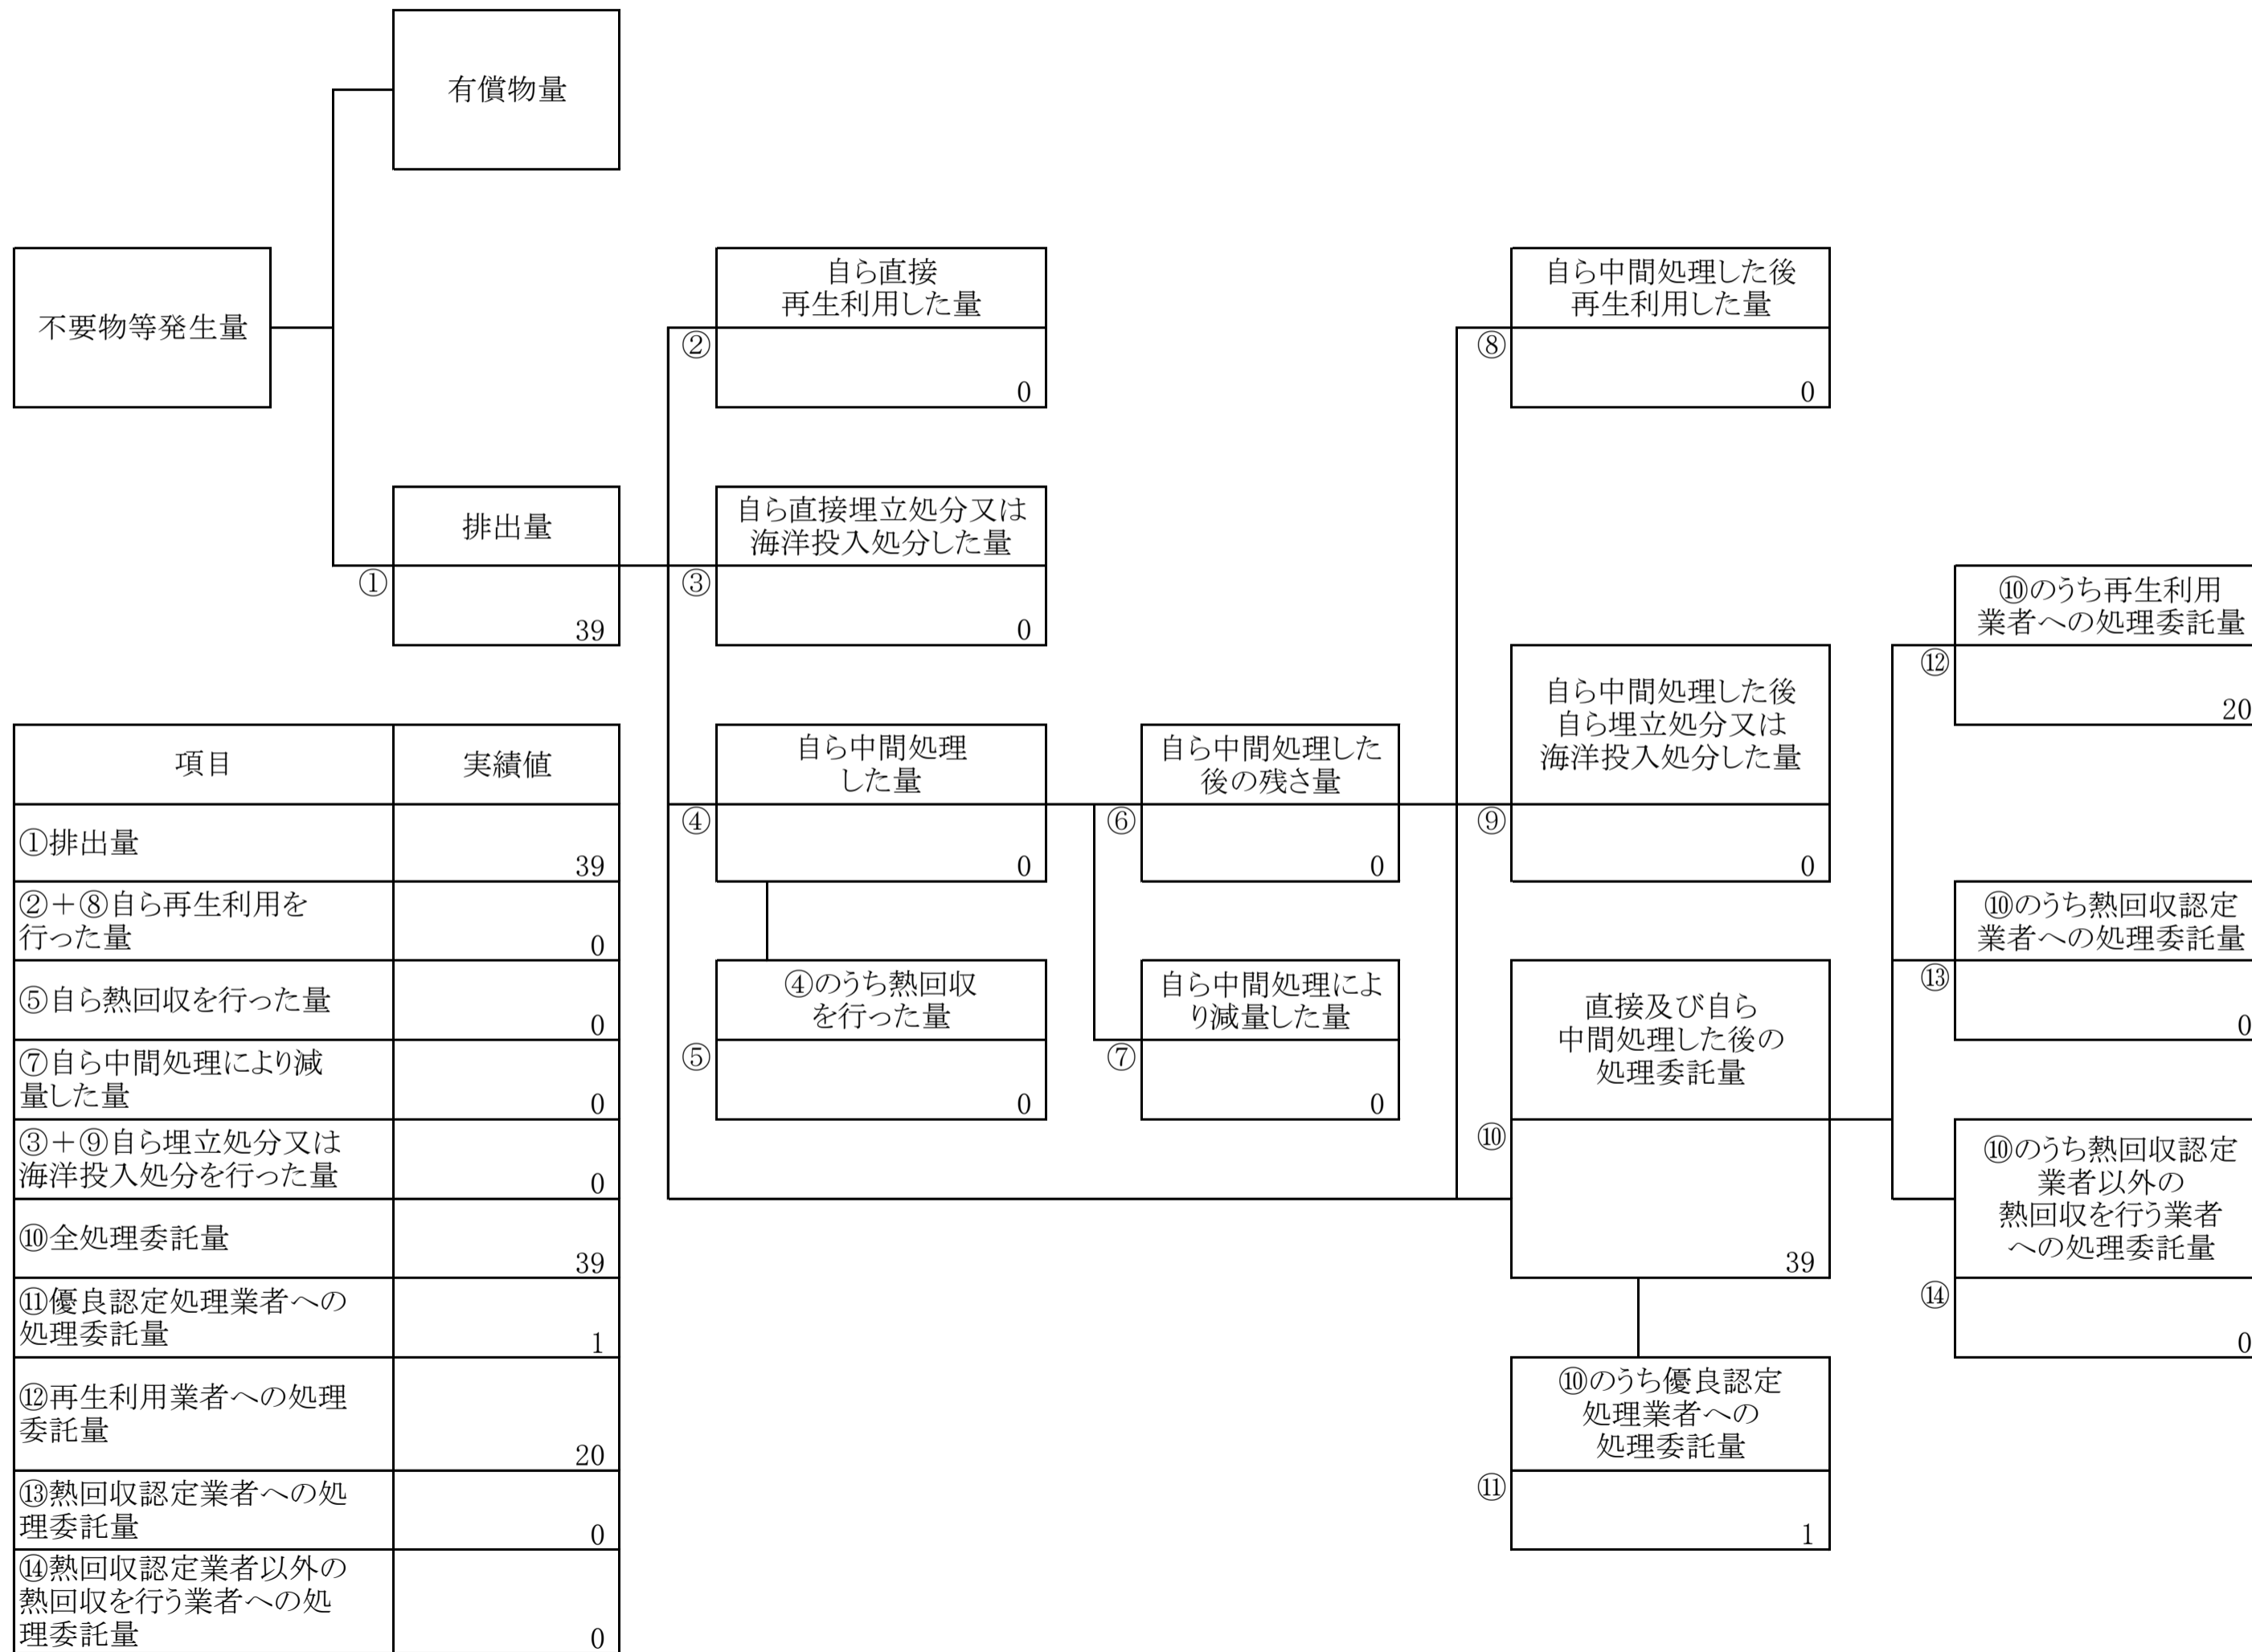 有償物量
不要物等発生量
自ら直接
再生利用した量
②
0
自ら中間処理した後
再生利用した量
⑧
0
排出量
①
39
自ら直接埋立処分又は
海洋投入処分した量
③
0
⑩のうち再生利用
業者への処理委託量
⑫
20
自ら中間処理
した量
④
0
自ら中間処理した
後の残さ量
⑥
0
自ら中間処理した後
自ら埋立処分又は
海洋投入処分した量
⑨
0
⑩のうち熱回収認定
業者への処理委託量
⑬
0
④のうち熱回収
を行った量
⑤
0
自ら中間処理によ
り減量した量
⑦
0
直接及び自ら
中間処理した後の
処理委託量
⑩
39
⑩のうち熱回収認定
業者以外の
熱回収を行う業者
への処理委託量
⑭
0
⑩のうち優良認定
処理業者への
処理委託量
⑪
1
項目 実績値
①排出量
39
②＋⑧自ら再生利用を
行った量
0
⑤自ら熱回収を行った量
0
⑦自ら中間処理により減
量した量
0
③＋⑨自ら埋立処分又は
海洋投入処分を行った量
0
⑩全処理委託量
39
⑪優良認定処理業者への
処理委託量
1
⑫再生利用業者への処理
委託量
20
⑬熱回収認定業者への処
理委託量
0
⑭熱回収認定業者以外の
熱回収を行う業者への処
理委託量
0